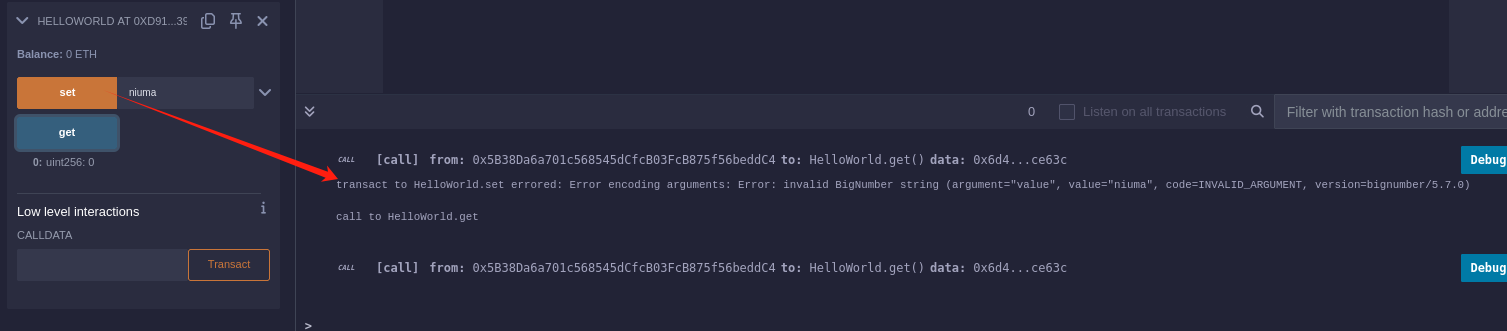 HELLOWORLD AT 0XD91...39
Balance: 0 ETH
set niuma
get
0: uint256: 0
Low level interactions
i
CALLDATA
Transact
0 Listen on all transactions Filter with transaction hash or addre
CALL [call] from: 0x5B38Da6a701c568545dCfcB03FcB875f56beddC4 to: HelloWorld.get() data: 0x6d4...ce63c Debug
transact to HelloWorld.set errored: Error encoding arguments: Error: invalid BigNumber string (argument="value", value="niuma", code=INVALID_ARGUMENT, version=bignumber/5.7.0)
call to HelloWorld.get
CALL [call] from: 0x5B38Da6a701c568545dCfcB03FcB875f56beddC4 to: HelloWorld.get() data: 0x6d4...ce63c Debug
>